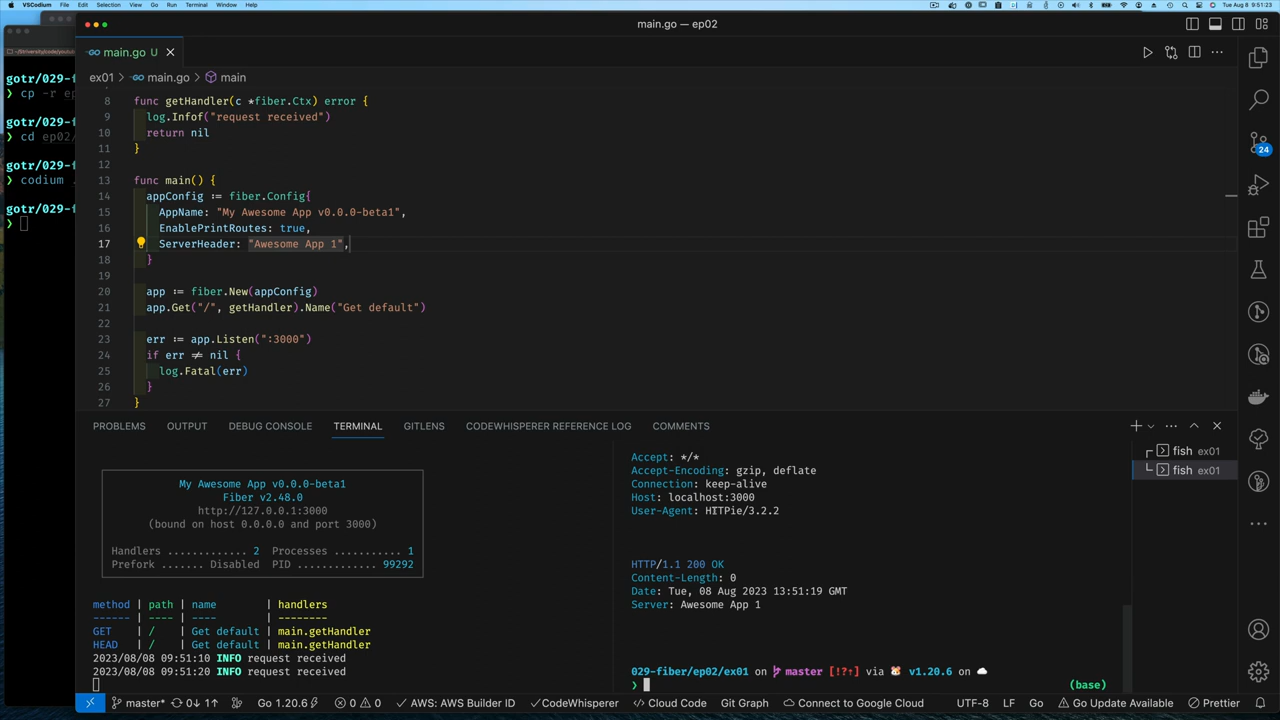 VSCodium File Edit Selection View Go Run Terminal Window Help
Tue Aug 8 9:51:23
main.go — ep02
main.go U
ex01 > main.go > main
gotr/029-f
❯ cp -r ep
gotr/029-f
❯ cd ep02/
gotr/029-f
❯ codium
gotr/029-f
❯
8 func getHandler(c *fiber.Ctx) error {
9 log.Infof("request received")
10 return nil
11 }
12
13 func main() {
14 appConfig := fiber.Config{
15 AppName: "My Awesome App v0.0.0-beta1",
16 EnablePrintRoutes: true,
17 ServerHeader: "Awesome App 1",
18 }
19
20 app := fiber.New(appConfig)
21 app.Get("/", getHandler).Name("Get default")
22
23 err := app.Listen(":3000")
24 if err ≠ nil {
25 log.Fatal(err)
26 }
27 }
24
PROBLEMS OUTPUT DEBUG CONSOLE TERMINAL GITLENS CODEWHISPERER REFERENCE LOG COMMENTS
My Awesome App v0.0.0-beta1
Fiber v2.48.0
http://127.0.0.1:3000
(bound on host 0.0.0.0 and port 3000)
Handlers ............. 2 Processes ........... 1
Prefork ....... Disabled PID ............. 99292
method | path | name | handlers
------ | ---- | ---- | --------
GET | / | Get default | main.getHandler
HEAD | / | Get default | main.getHandler
2023/08/08 09:51:10 INFO request received
2023/08/08 09:51:20 INFO request received
Accept: */*
Accept-Encoding: gzip, deflate
Connection: keep-alive
Host: localhost:3000
User-Agent: HTTPie/3.2.2
HTTP/1.1 200 OK
Content-Length: 0
Date: Tue, 08 Aug 2023 13:51:19 GMT
Server: Awesome App 1
029-fiber/ep02/ex01 on master [!?↑] via v1.20.6 on
❯ (base)
fish ex01
fish ex01
master* 0↓ 1↑ Go 1.20.6 0 0 AWS: AWS Builder ID CodeWhisperer Cloud Code Git Graph Connect to Google Cloud UTF-8 LF Go Go Update Available Prettier